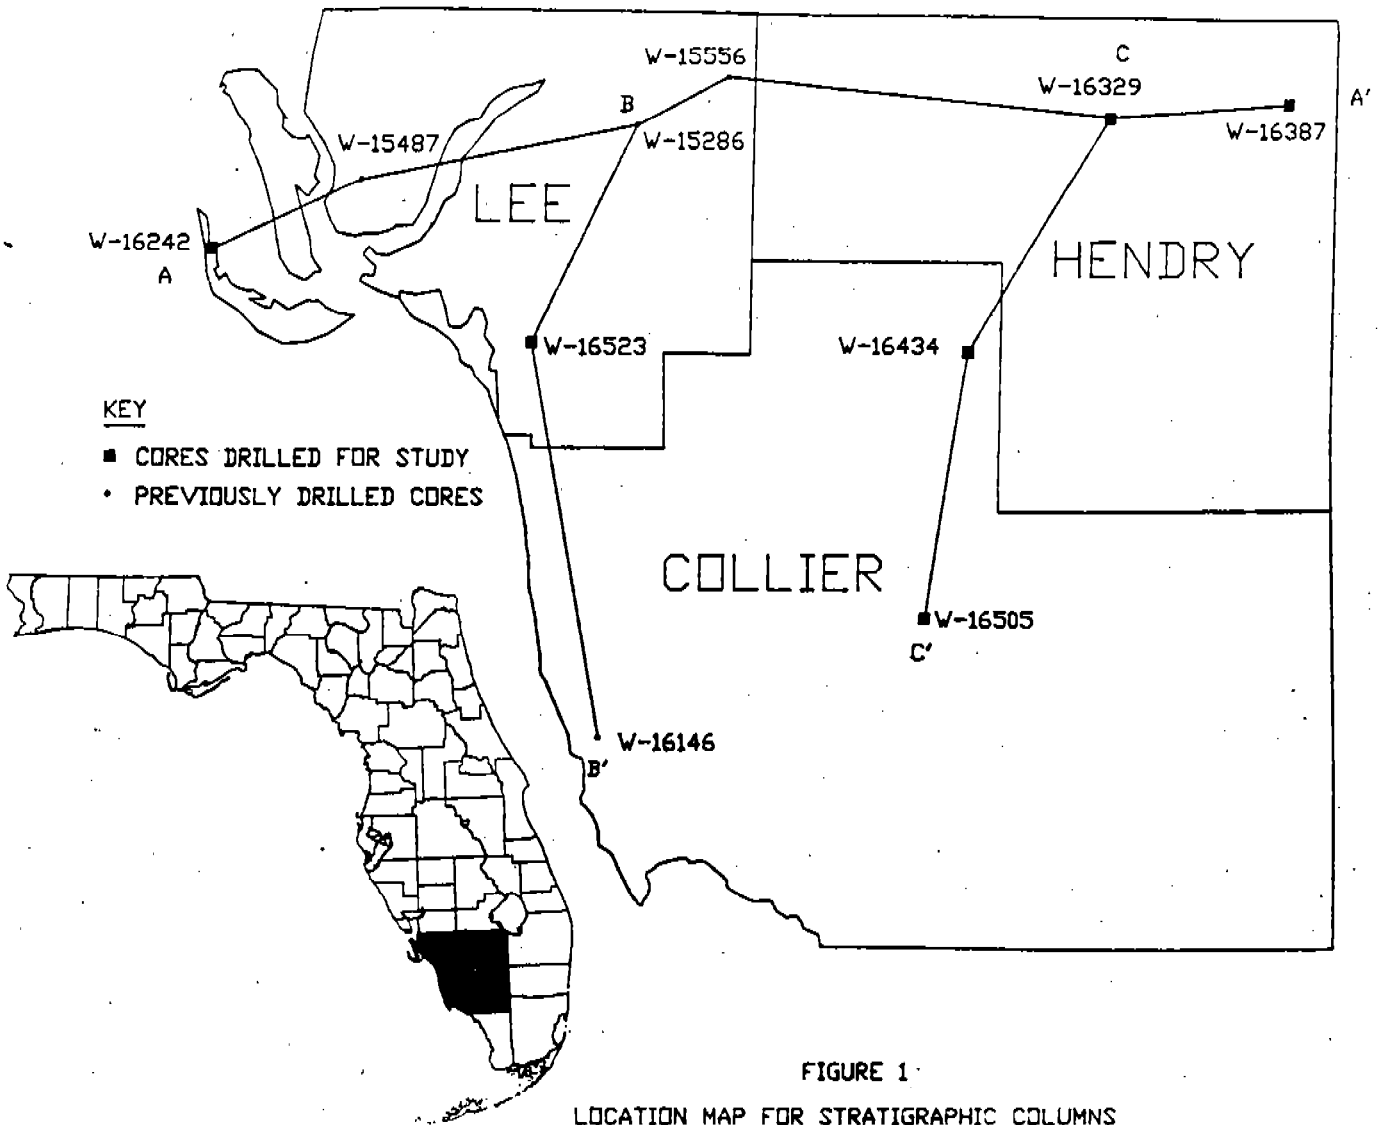 C
W-15556
W-16329
A'
B
W-16387
W-15487
W-15286
LEE
W-16242
HENDRY
A
W-16523
W-16434
KEY
CORES DRILLED FOR STUDY
PREVIOUSLY DRILLED CORES
COLLIER
W-16505
C'
W-16146
B'
FIGURE 1
LOCATION MAP FOR STRATIGRAPHIC COLUMNS